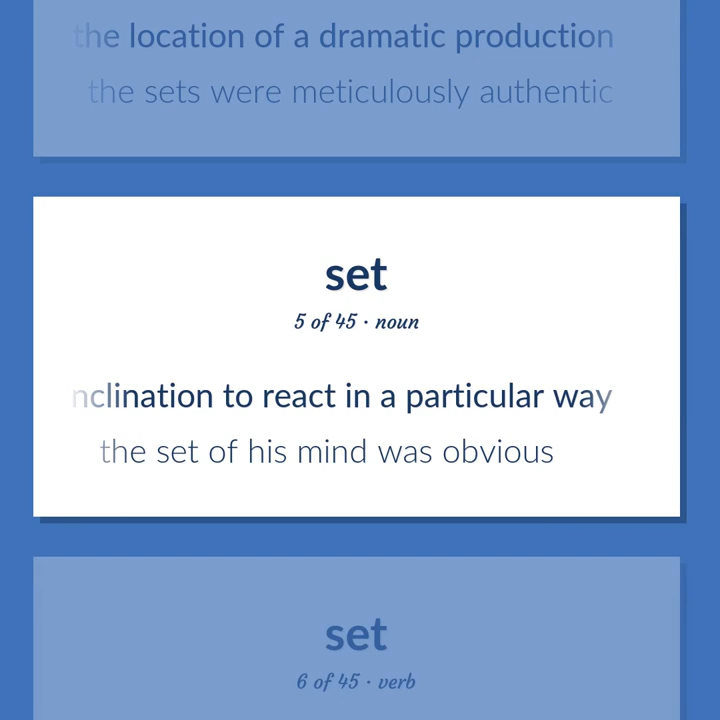 the location of a dramatic production
the sets were meticulously authentic
set
5 of 45 · noun
nclination to react in a particular way
the set of his mind was obvious
set
6 of 45 · verb